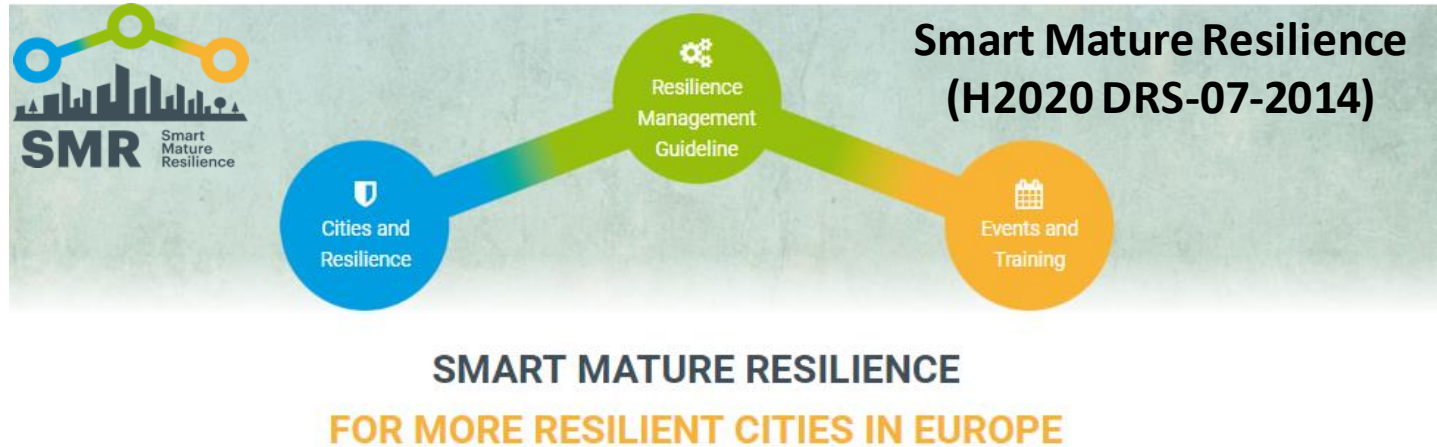 SMR
Smart
Mature
Resilience
Cities and
Resilience
Resilience
Management
Guideline
Events and
Training
Smart Mature Resilience
(H2020 DRS-07-2014)
SMART MATURE RESILIENCE
FOR MORE RESILIENT CITIES IN EUROPE